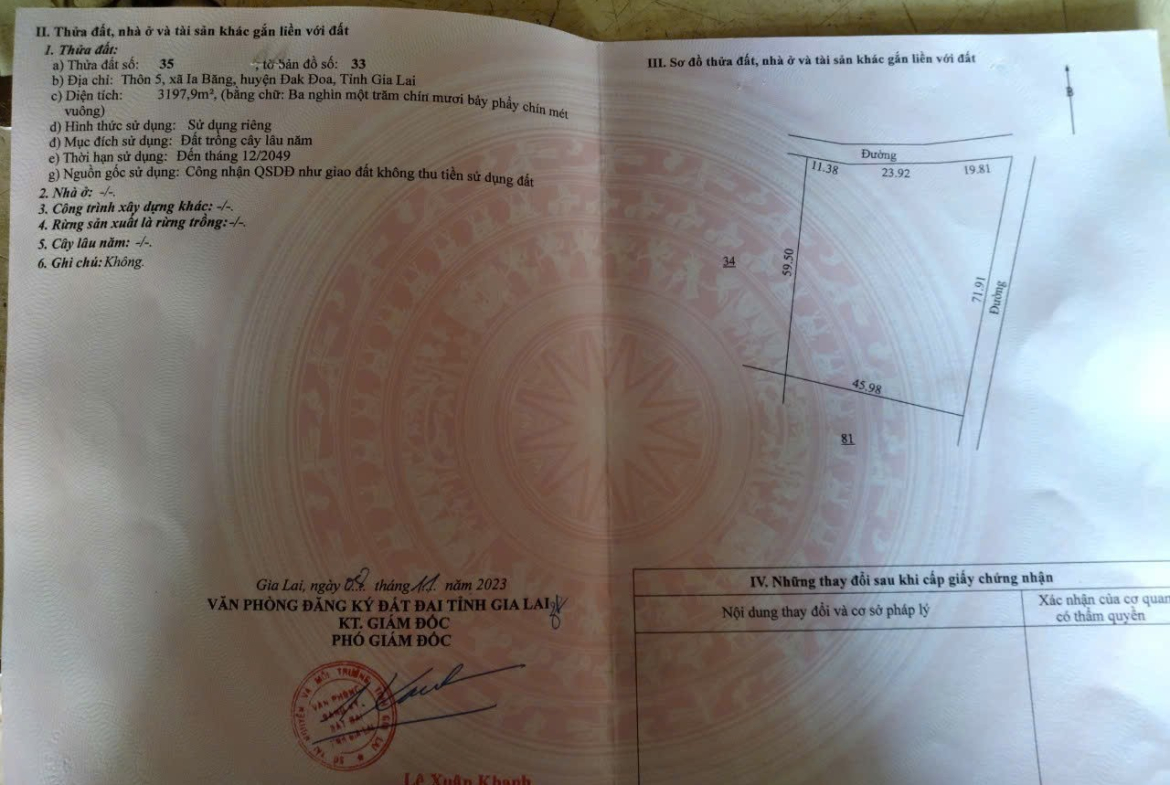 II. Thửa đất, nhà ở và tài sản khác gắn liền với đất
1. Thửa đất:
a) Thửa đất số: 35 ; tờ bản đồ số: 33
b) Địa chỉ: Thôn 5, xã Ia Băng, huyện Đak Đoa, Tỉnh Gia Lai
c) Diện tích: 3197,9m², (bằng chữ: Ba nghìn một trăm chín mươi bảy phẩy chín mét
vuông)
d) Hình thức sử dụng: Sử dụng riêng
đ) Mục đích sử dụng: Đất trồng cây lâu năm
e) Thời hạn sử dụng: Đến tháng 12/2049
g) Nguồn gốc sử dụng: Công nhận QSDĐ như giao đất không thu tiền sử dụng đất
2. Nhà ở: -/-.
3. Công trình xây dựng khác: -/-.
4. Rừng sản xuất là rừng trồng: -/-.
5. Cây lâu năm: -/-.
6. Ghi chú: Không.
Gia Lai, ngày tháng 11 năm 2023
VĂN PHÒNG ĐĂNG KÝ ĐẤT ĐAI TỈNH GIA LAI
KT. GIÁM ĐỐC
PHÓ GIÁM ĐỐC
VĂN PHÒNG
ĐĂNG KÝ
ĐẤT ĐAI
Lê Xuân Khanh
III. Sơ đồ thửa đất, nhà ở và tài sản khác gắn liền với đất
B
Đường
11.38 23.92 19.81
59.50
34
71.91
Đường
45.98
81
IV. Những thay đổi sau khi cấp giấy chứng nhận
Nội dung thay đổi và cơ sở pháp lý
Xác nhận của cơ quan
có thẩm quyền